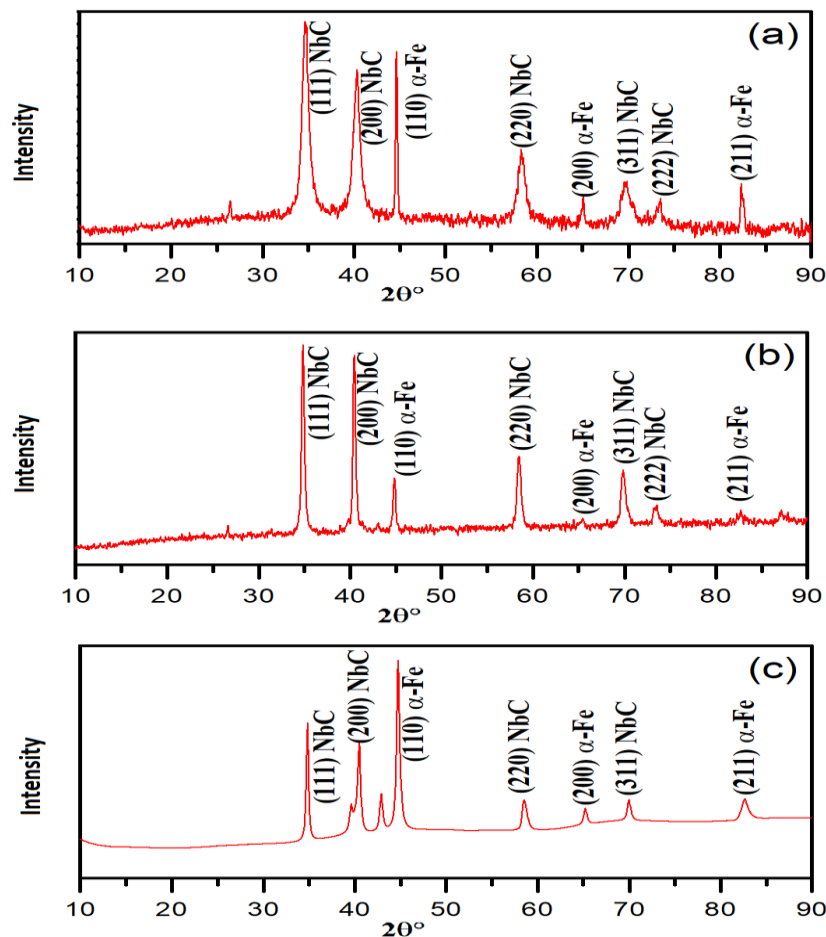 (a)
Intensity
(111) NbC
(200) NbC
(110) α-Fe
(220) NbC
(200) α-Fe
(311) NbC
(222) NbC
(211) α-Fe
10 20 30 40 50 60 70 80 90
2θ°
(b)
Intensity
(111) NbC
(200) NbC
(110) α-Fe
(220) NbC
(200) α-Fe
(311) NbC
(222) NbC
(211) α-Fe
10 20 30 40 50 60 70 80 90
2θ°
(c)
Intensity
(111) NbC
(200) NbC
(110) α-Fe
(220) NbC
(200) α-Fe
(311) NbC
(211) α-Fe
10 20 30 40 50 60 70 80 90
2θ°